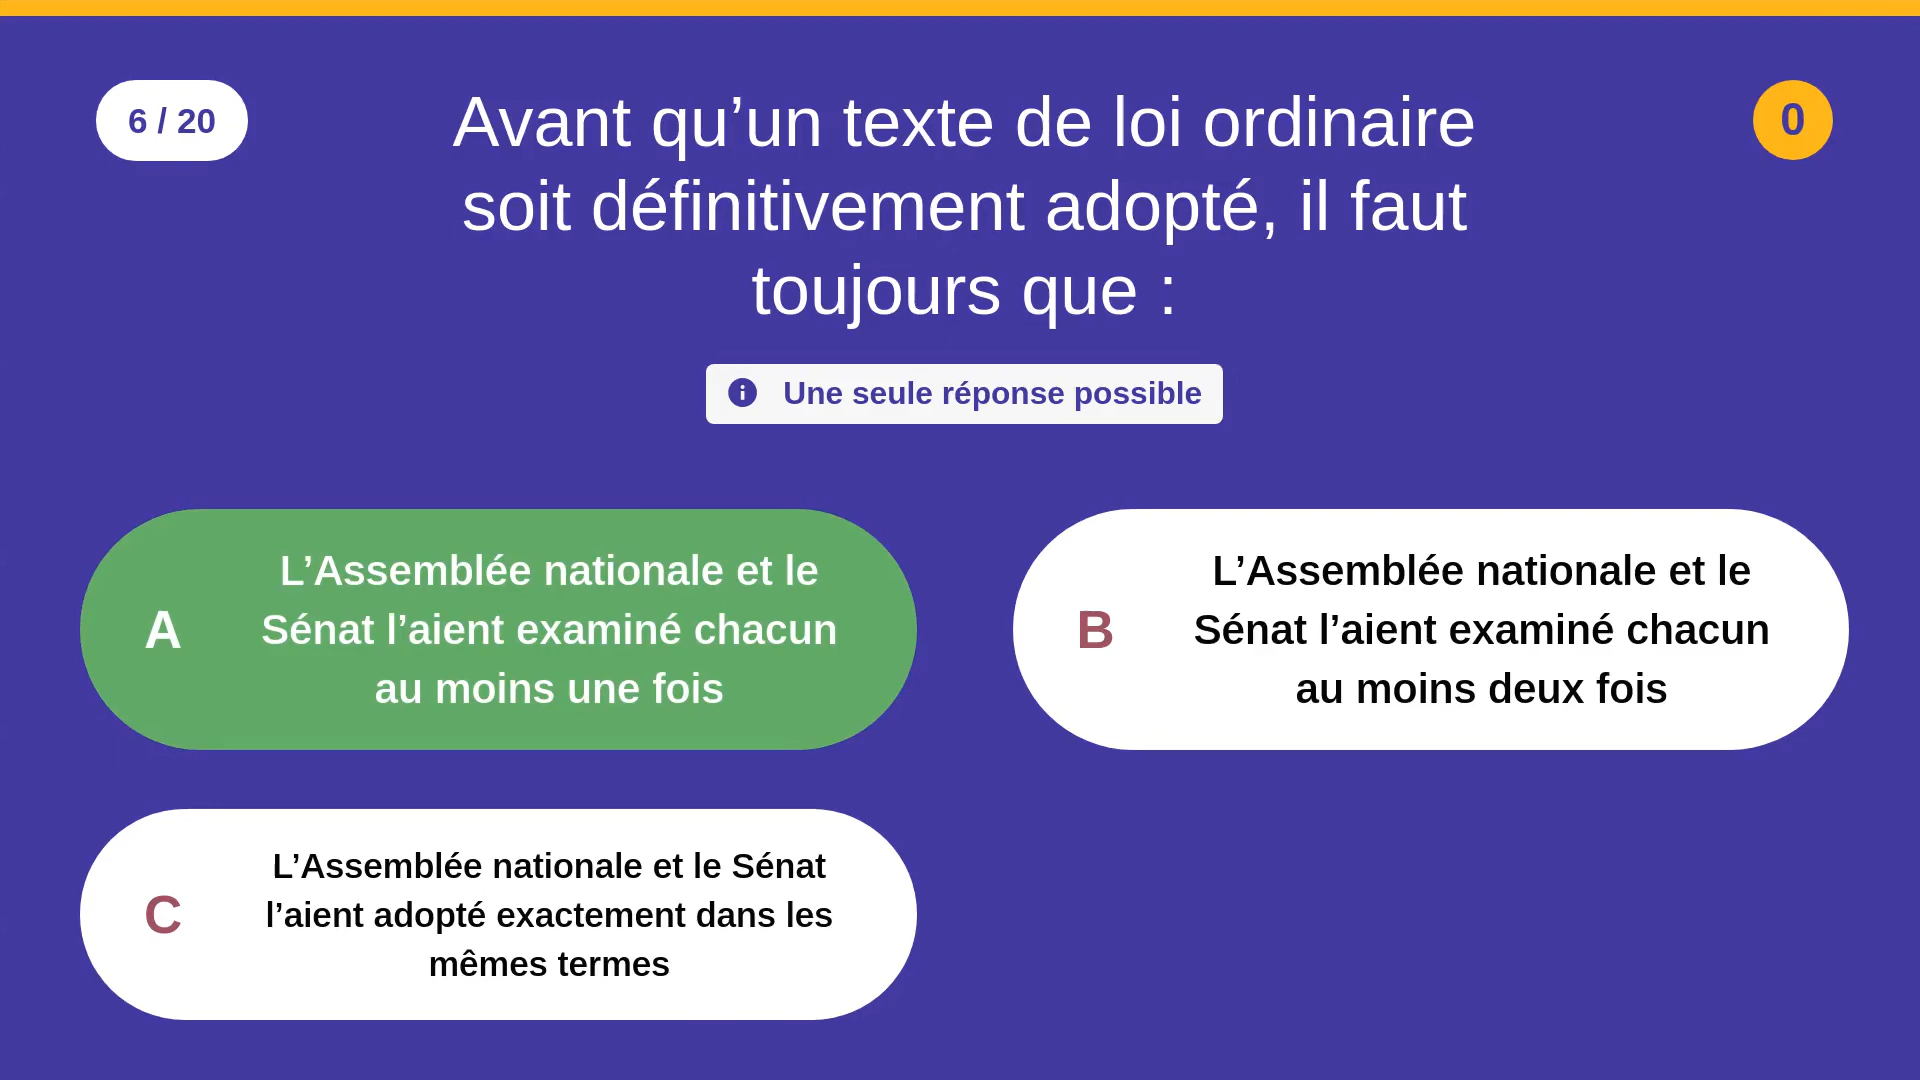 6 / 20
Avant qu’un texte de loi ordinaire
soit définitivement adopté, il faut
toujours que :
0
Une seule réponse possible
A
L’Assemblée nationale et le
Sénat l’aient examiné chacun
au moins une fois
B
L’Assemblée nationale et le
Sénat l’aient examiné chacun
au moins deux fois
C
L’Assemblée nationale et le Sénat
l’aient adopté exactement dans les
mêmes termes